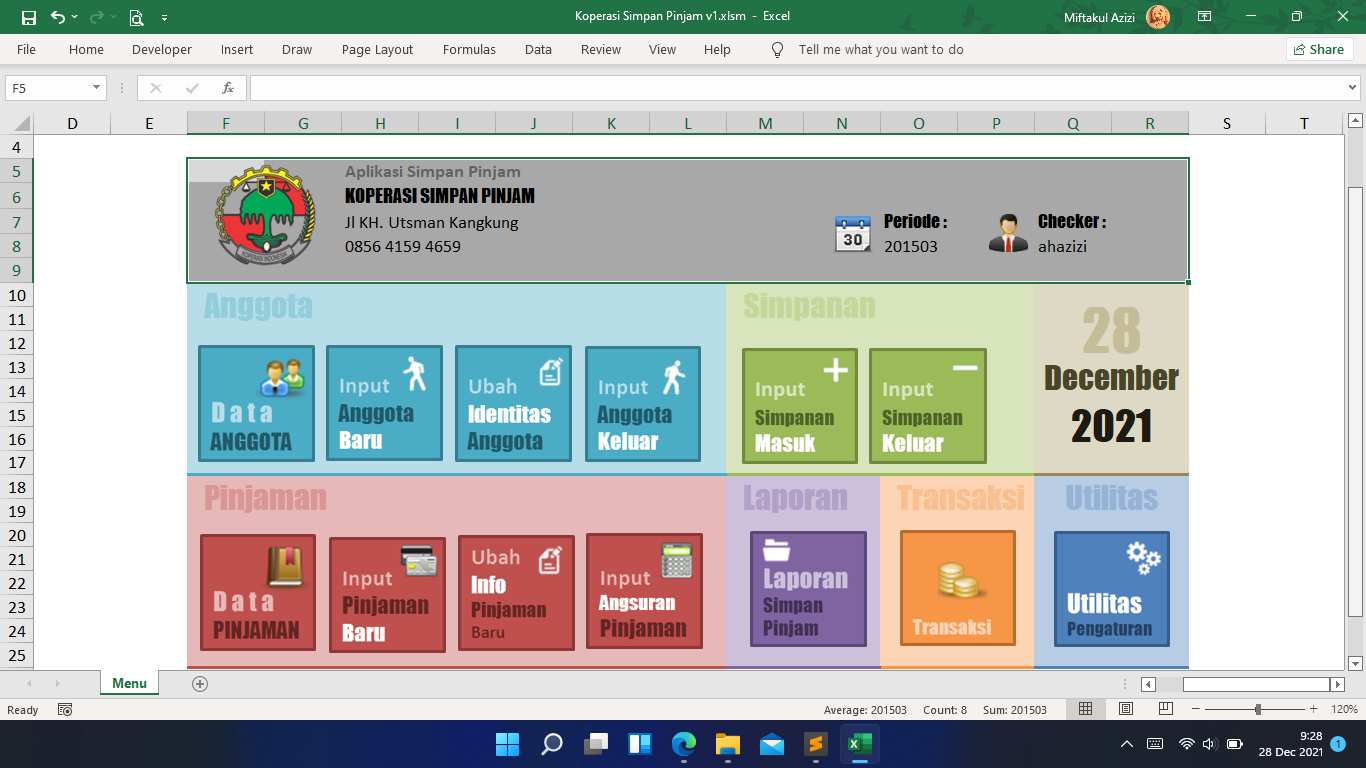 Koperasi Simpan Pinjam v1.xlsm - Excel
Miftakul Azizi
File Home Developer Insert Draw Page Layout Formulas Data Review View Help Tell me what you want to do Share
F5 fx
D E F G H I J K L M N O P Q R S T
4
5
6
7
8
9
10
11
12
13
14
15
16
17
18
19
20
21
22
23
24
25
Aplikasi Simpan Pinjam
KOPERASI SIMPAN PINJAM
Jl KH. Utsman Kangkung
0856 4159 4659
KOPERASI INDONESIA
30
Periode :
201503
Checker :
ahazizi
Anggota
Data
ANGGOTA
Input
Anggota
Baru
Ubah
Identitas
Anggota
Input
Anggota
Keluar
Simpanan
Input
Simpanan
Masuk
Input
Simpanan
Keluar
28
December
2021
Pinjaman
Data
PINJAMAN
Input
Pinjaman
Baru
Ubah
Info
Pinjaman
Baru
Input
Angsuran
Pinjaman
Laporan
Laporan
Simpan
Pinjam
Transaksi
Transaksi
Utilitas
Utilitas
Pengaturan
Menu
Ready
Average: 201503 Count: 8 Sum: 201503
120%
9:28
28 Dec 2021
1